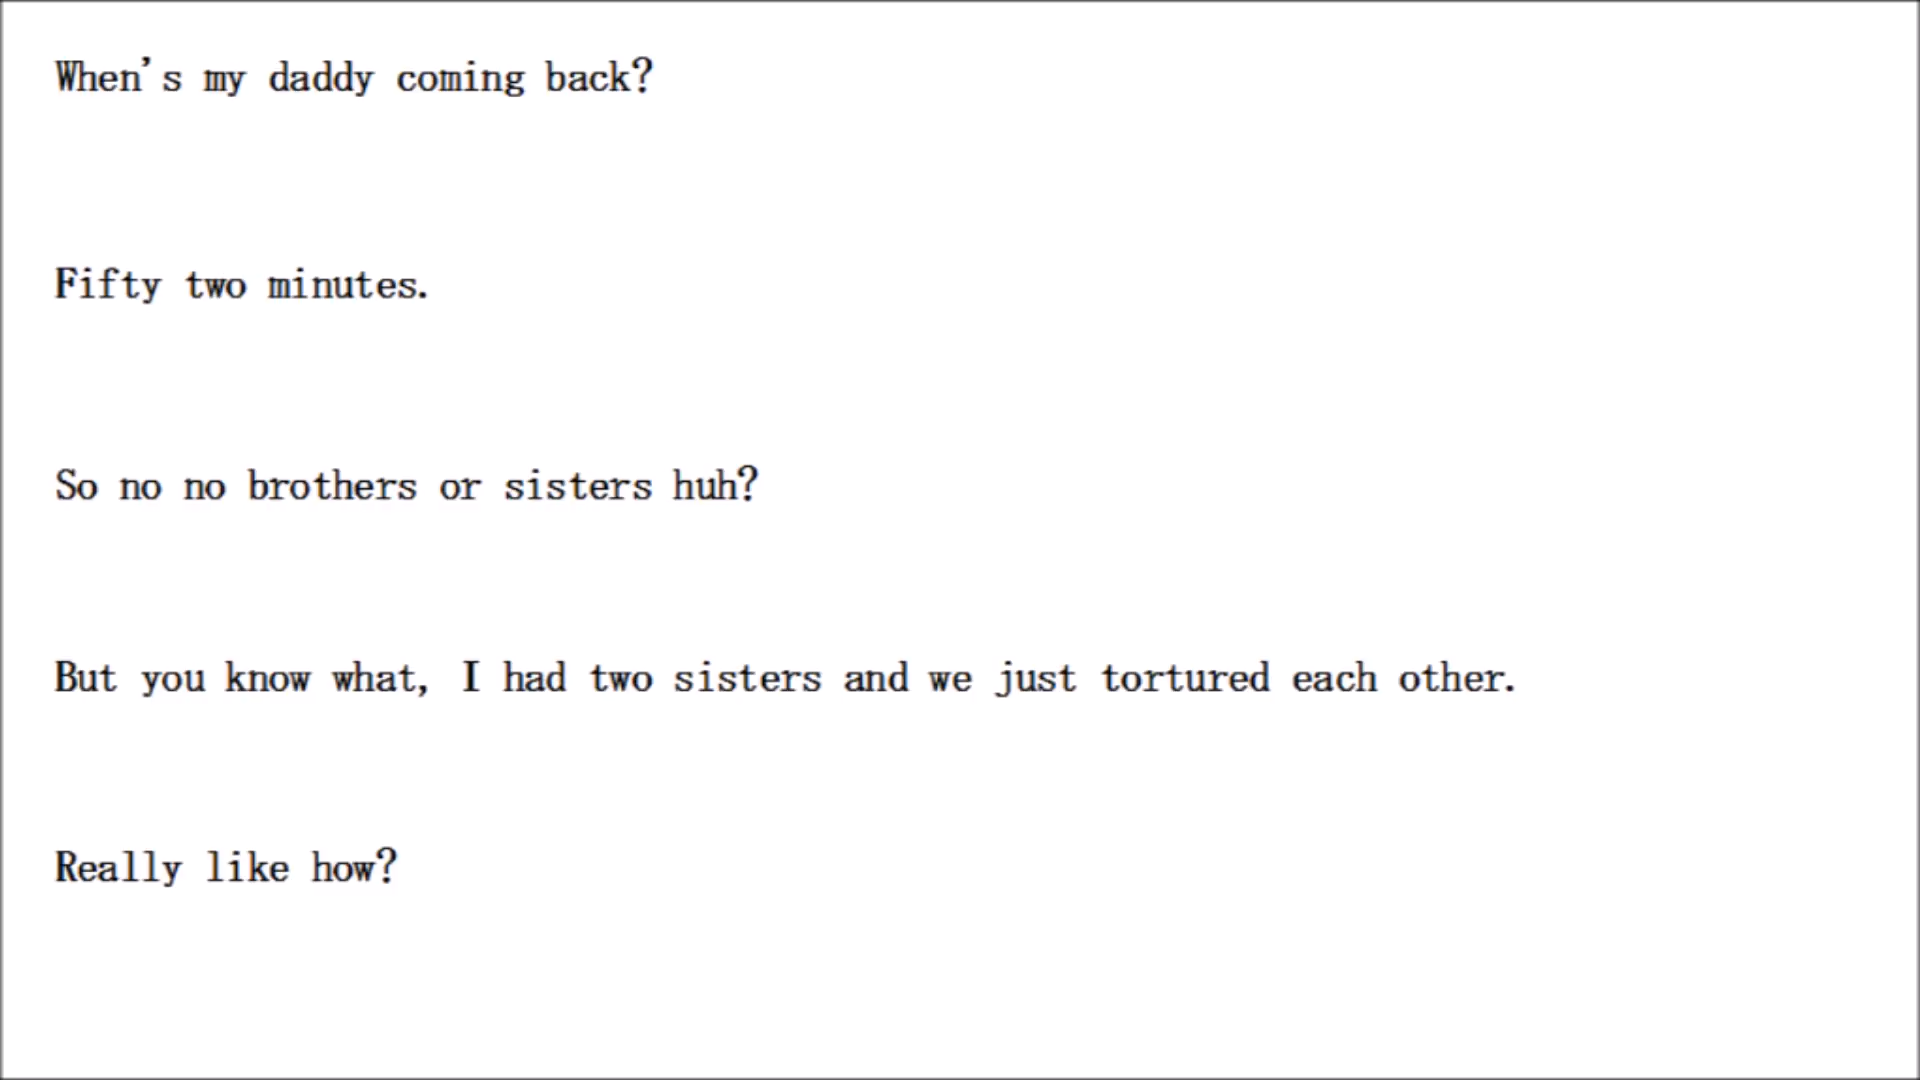 When's my daddy coming back?
Fifty two minutes.
So no no brothers or sisters huh?
But you know what, I had two sisters and we just tortured each other.
Really like how?